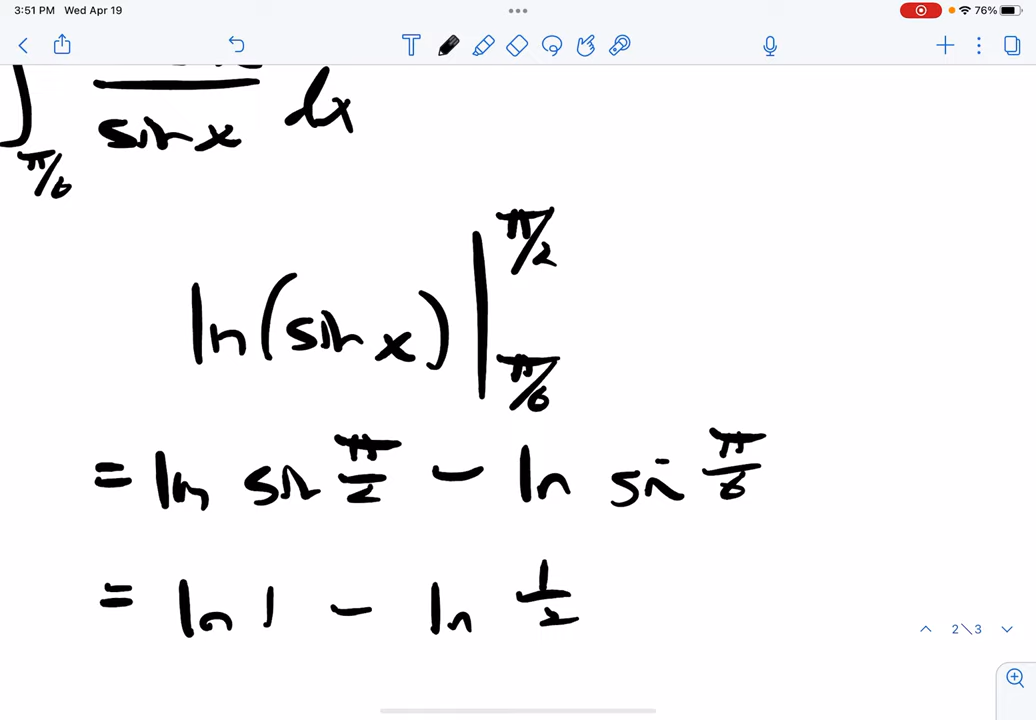 3:51 PM Wed Apr 19
76%
T
∫ sin x dx
π/6
ln(sin x) | π/2
π/6
= ln sin π/2 − ln sin π/6
= ln 1 − ln 1/2
2\3